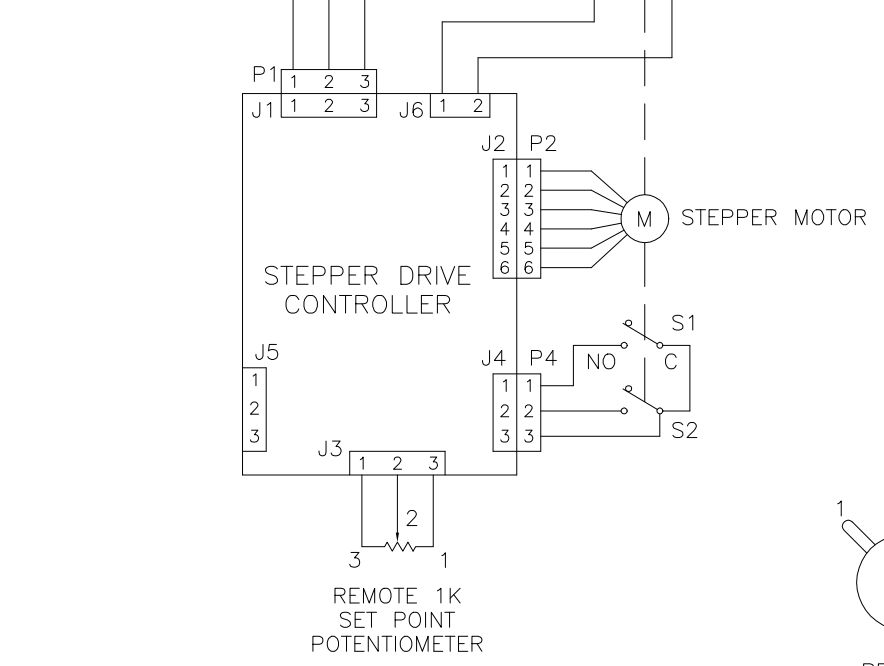 P1 1 2 3
J1 1 2 3
J6 1 2
J2 P2
1 1
2 2
3 3
4 4
5 5
6 6
M STEPPER MOTOR
STEPPER DRIVE
CONTROLLER
S1
NO C
S2
J4 P4
1 1
2 2
3 3
J5
1
2
3
J3
1 2 3
2
3 1
REMOTE 1K
SET POINT
POTENTIOMETER
1